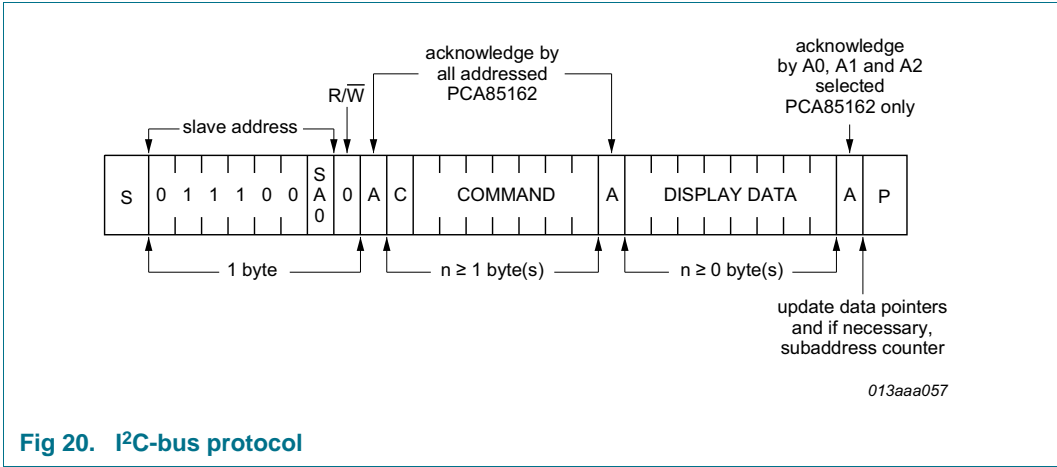 acknowledge by
all addressed
PCA85162
acknowledge
by A0, A1 and A2
selected
PCA85162 only
R/W̅
slave address
S 0 1 1 1 0 0 SA0 0 A C COMMAND A DISPLAY DATA A P
1 byte
n ≥ 1 byte(s)
n ≥ 0 byte(s)
update data pointers
and if necessary,
subaddress counter
013aaa057
Fig 20. I²C-bus protocol